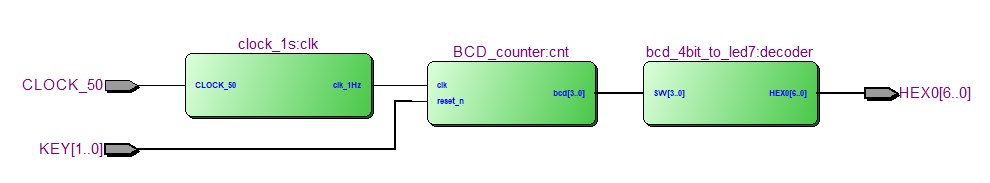 clock_1s:clk
BCD_counter:cnt
bcd_4bit_to_led7:decoder
CLOCK_50
CLOCK_50
clk_1Hz
clk
bcd[3..0]
SW[3..0]
HEX0[6..0]
HEX0[6..0]
reset_n
KEY[1..0]